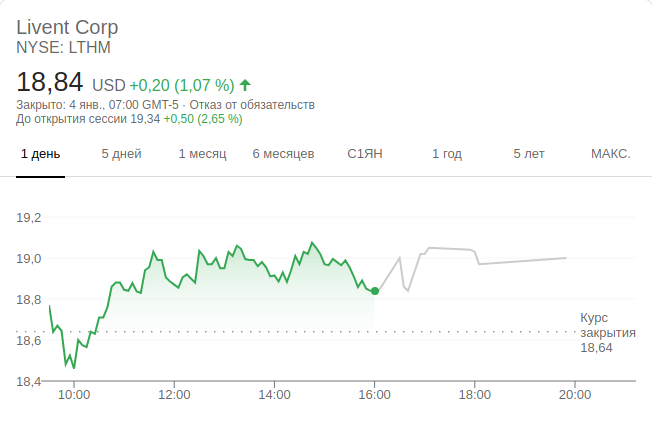 Livent Corp
NYSE: LTHM
18,84 USD +0,20 (1,07 %)
Закрыто: 4 янв., 07:00 GMT-5 · Отказ от обязательств
До открытия сессии 19,34 +0,50 (2,65 %)
1 день 5 дней 1 месяц 6 месяцев С1ЯН 1 год 5 лет МАКС.
19,2
19,0
18,8
18,6
18,4
Курс
закрытия
18,64
10:00 12:00 14:00 16:00 18:00 20:00